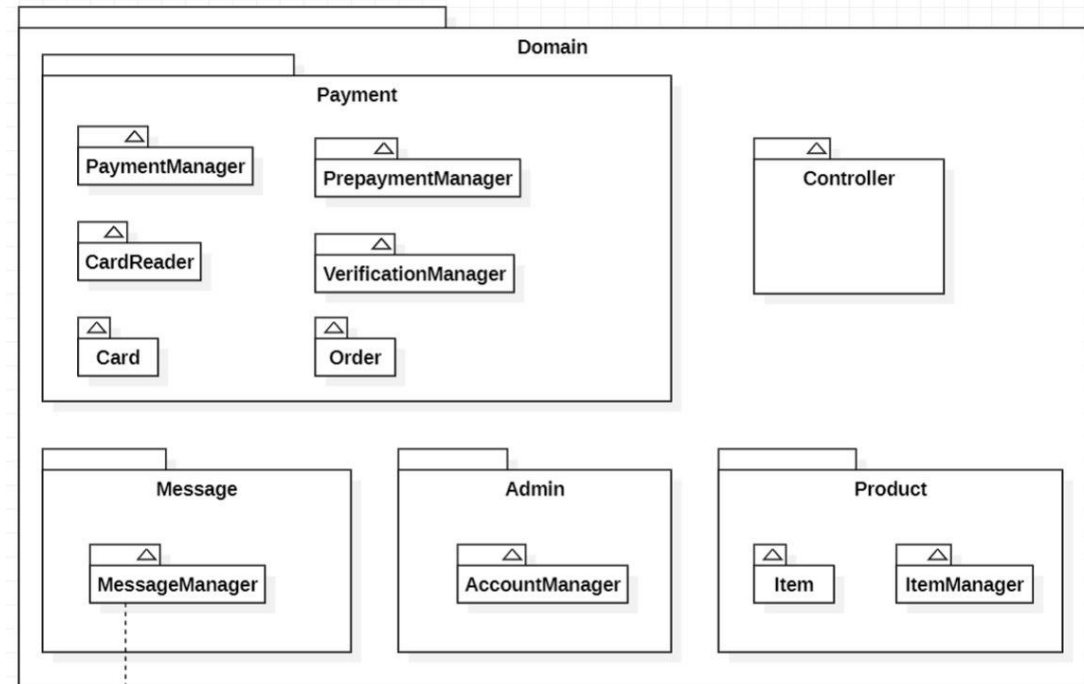 Domain
Payment
PaymentManager
PrepaymentManager
Controller
CardReader
VerificationManager
Card
Order
Message
Admin
Product
MessageManager
AccountManager
Item
ItemManager